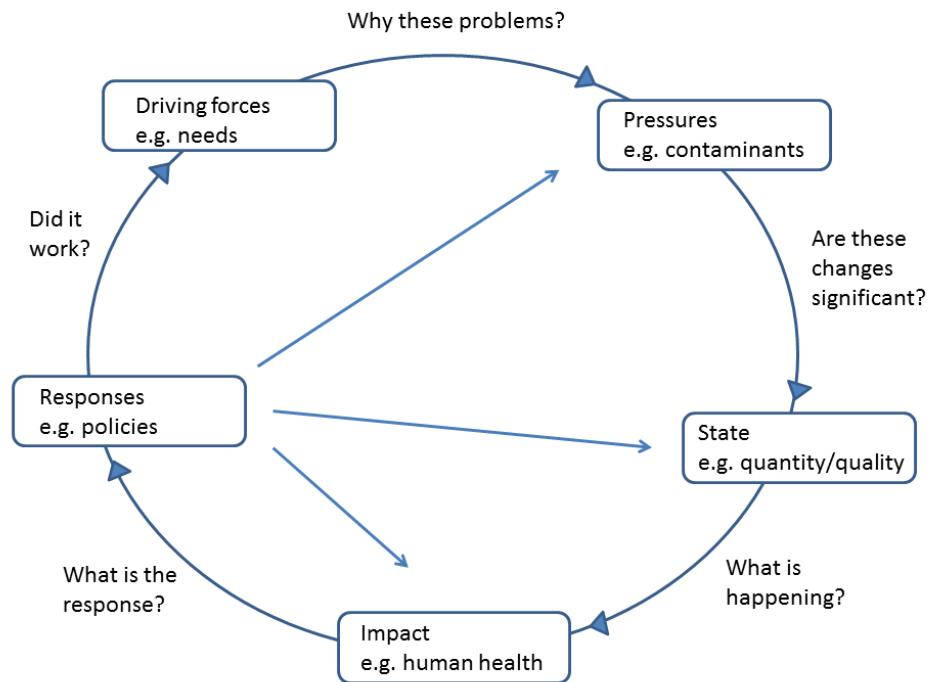 Why these problems?
Driving forces
e.g. needs
Pressures
e.g. contaminants
Did it
work?
Are these
changes
significant?
Responses
e.g. policies
State
e.g. quantity/quality
What is the
response?
What is
happening?
Impact
e.g. human health